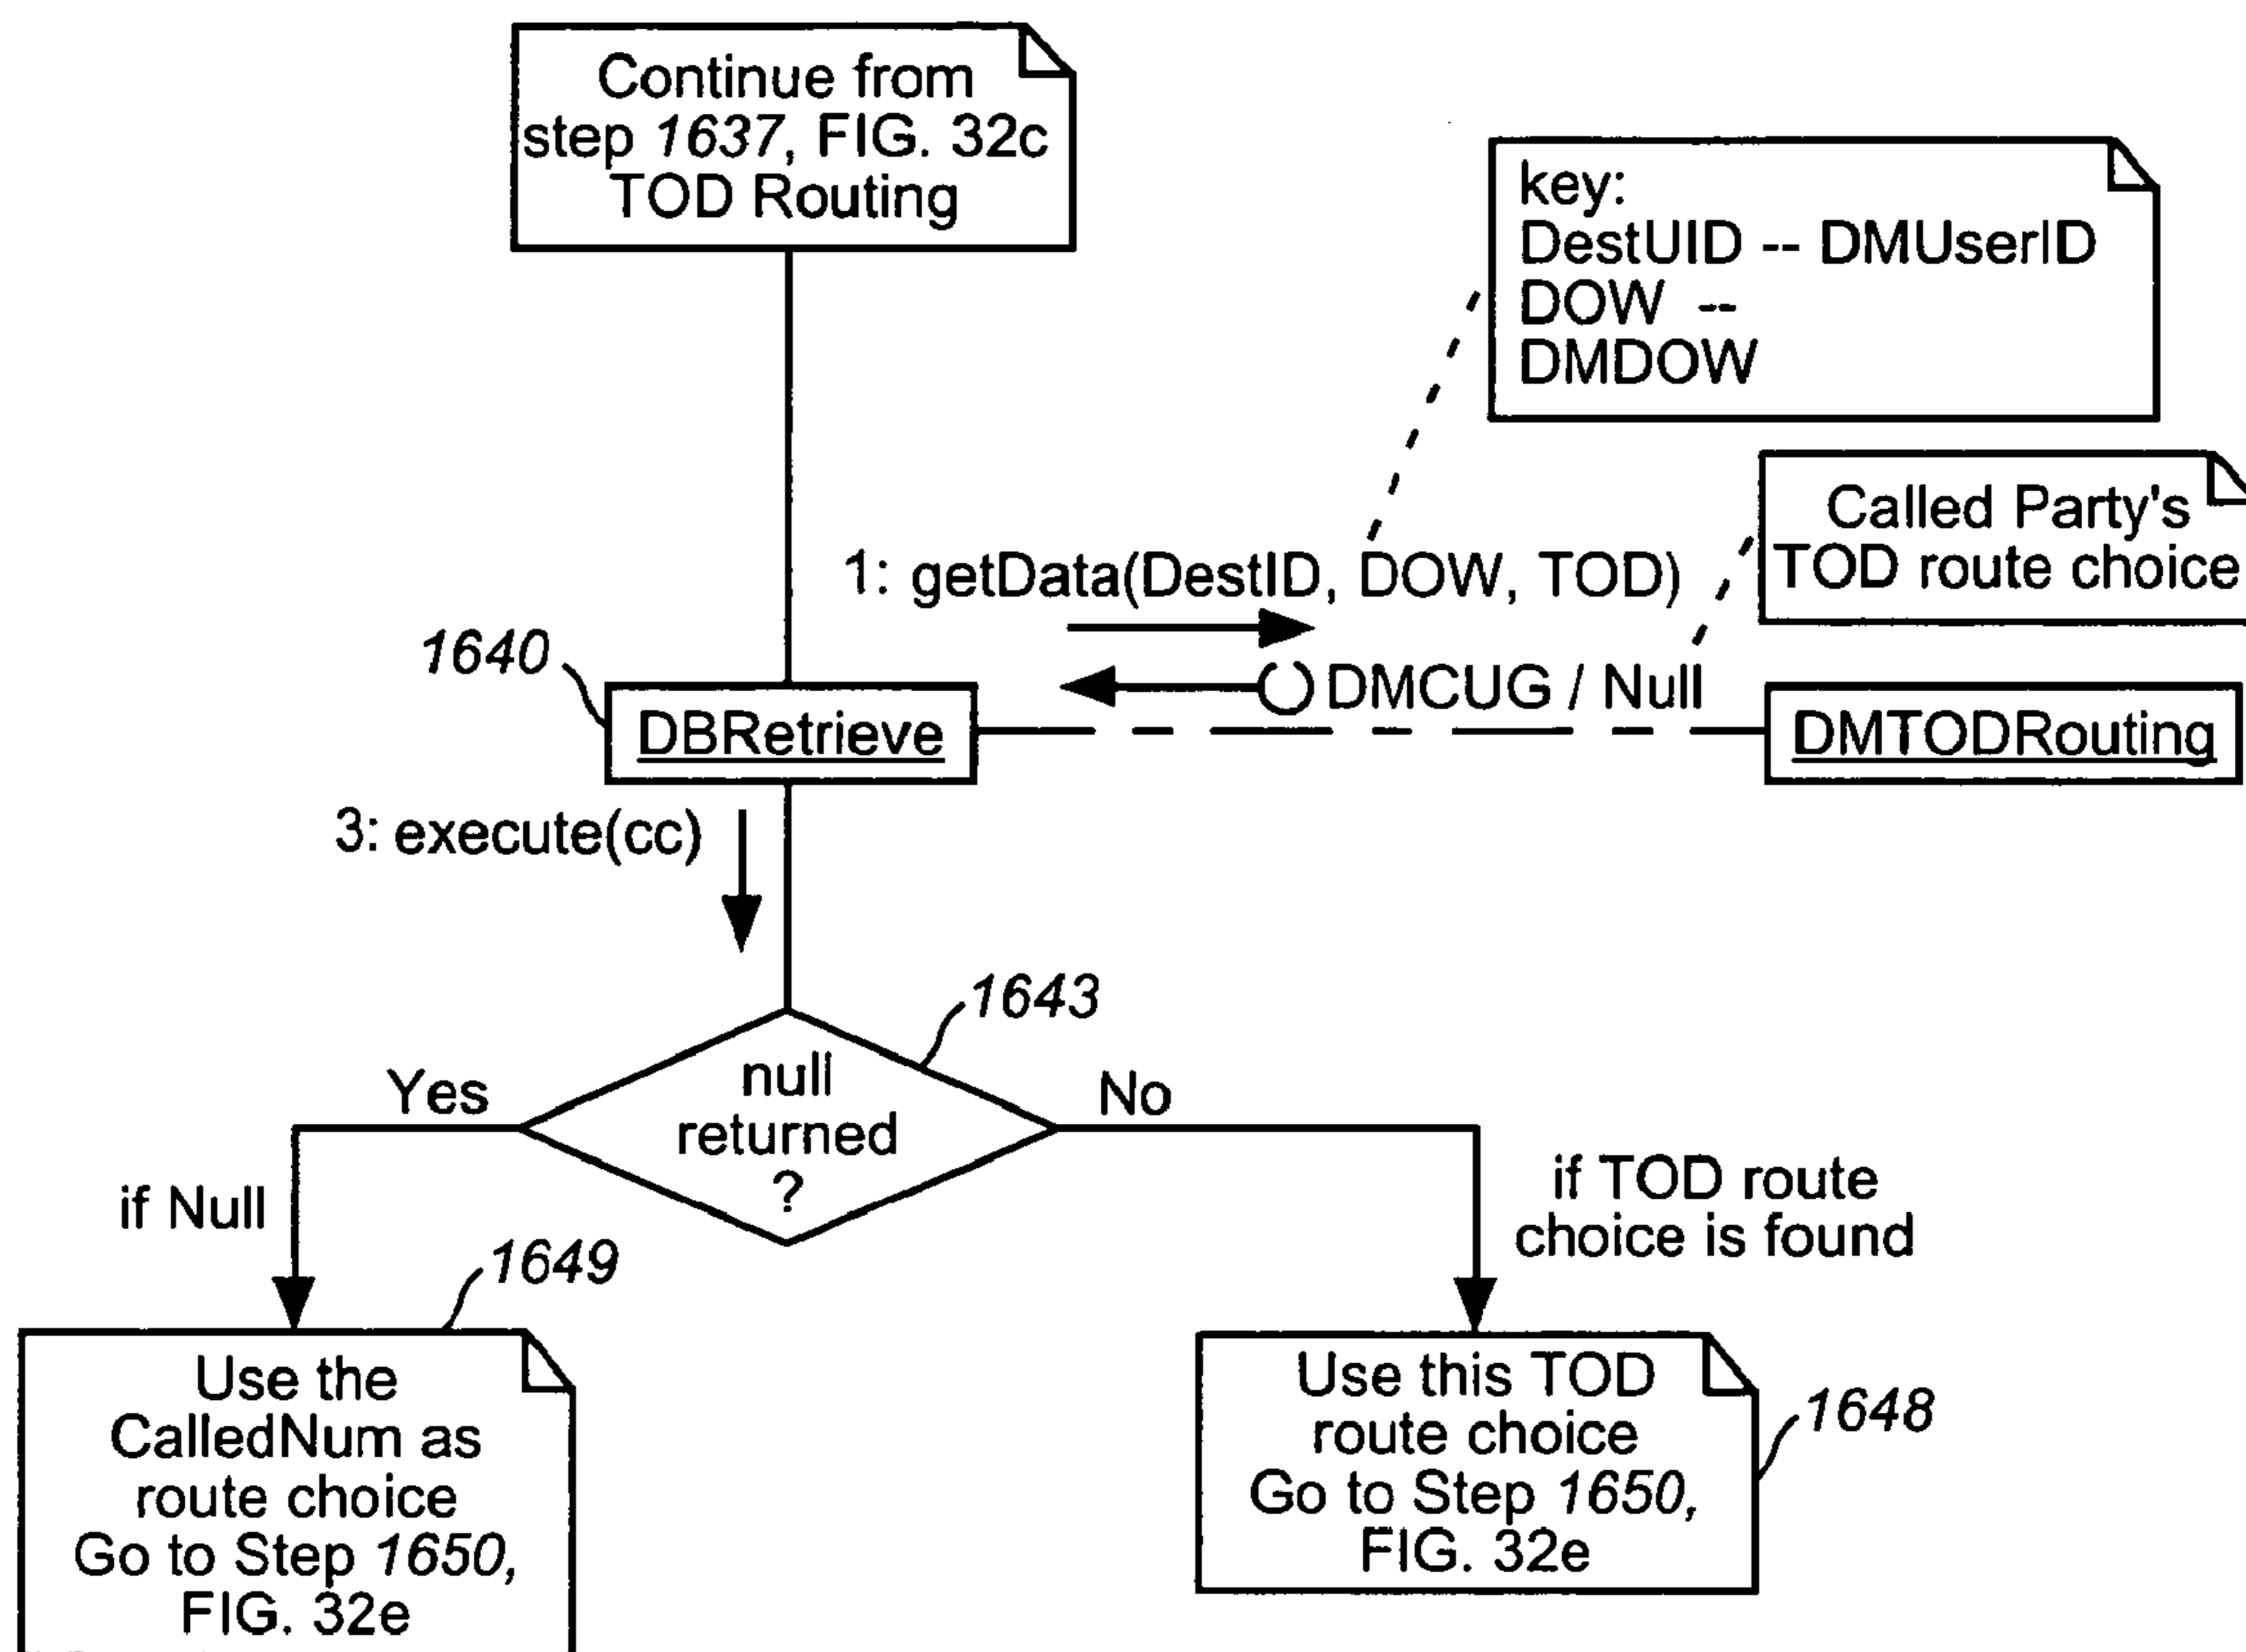 Continue from
step 1637, FIG. 32c
TOD Routing
key:
DestUID -- DMUserID
DOW --
DMDOW
Called Party's
TOD route choice
1: getData(DestID, DOW, TOD)
DMCUG / Null
1640
DBRetrieve
DMTODRouting
3: execute(cc)
1643
null
returned
?
Yes
No
if Null
if TOD route
choice is found
1649
Use the
CalledNum as
route choice
Go to Step 1650,
FIG. 32e
Use this TOD
route choice
Go to Step 1650,
FIG. 32e
1648